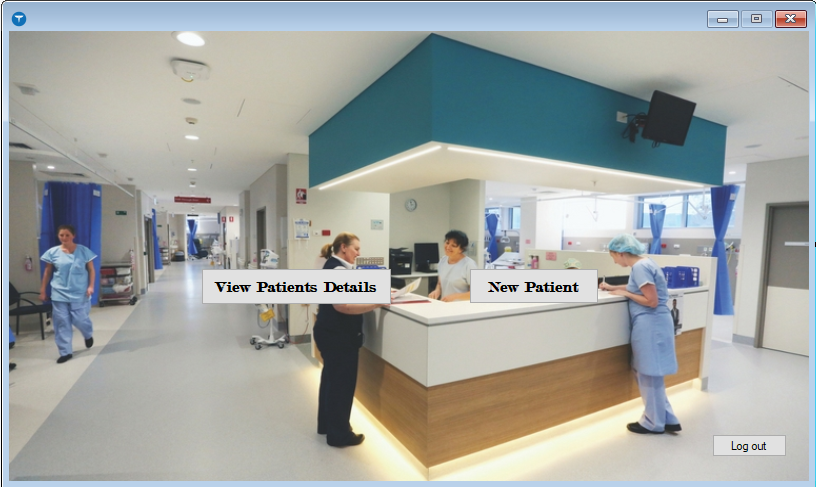 View Patients Details
New Patient
Log out